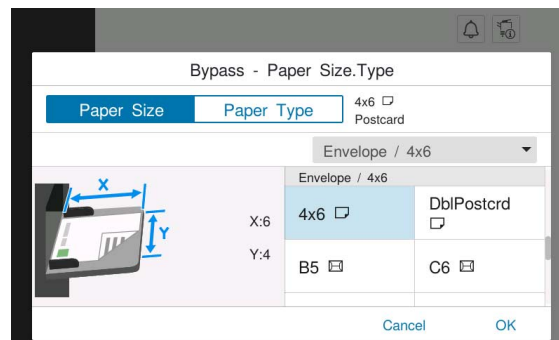 Bypass - Paper Size.Type
Paper Size
Paper Type
4x6
Postcard
Envelope / 4x6
X
Y
X:6
Y:4
Envelope / 4x6
4x6
DblPostcrd
B5
C6
Cancel
OK